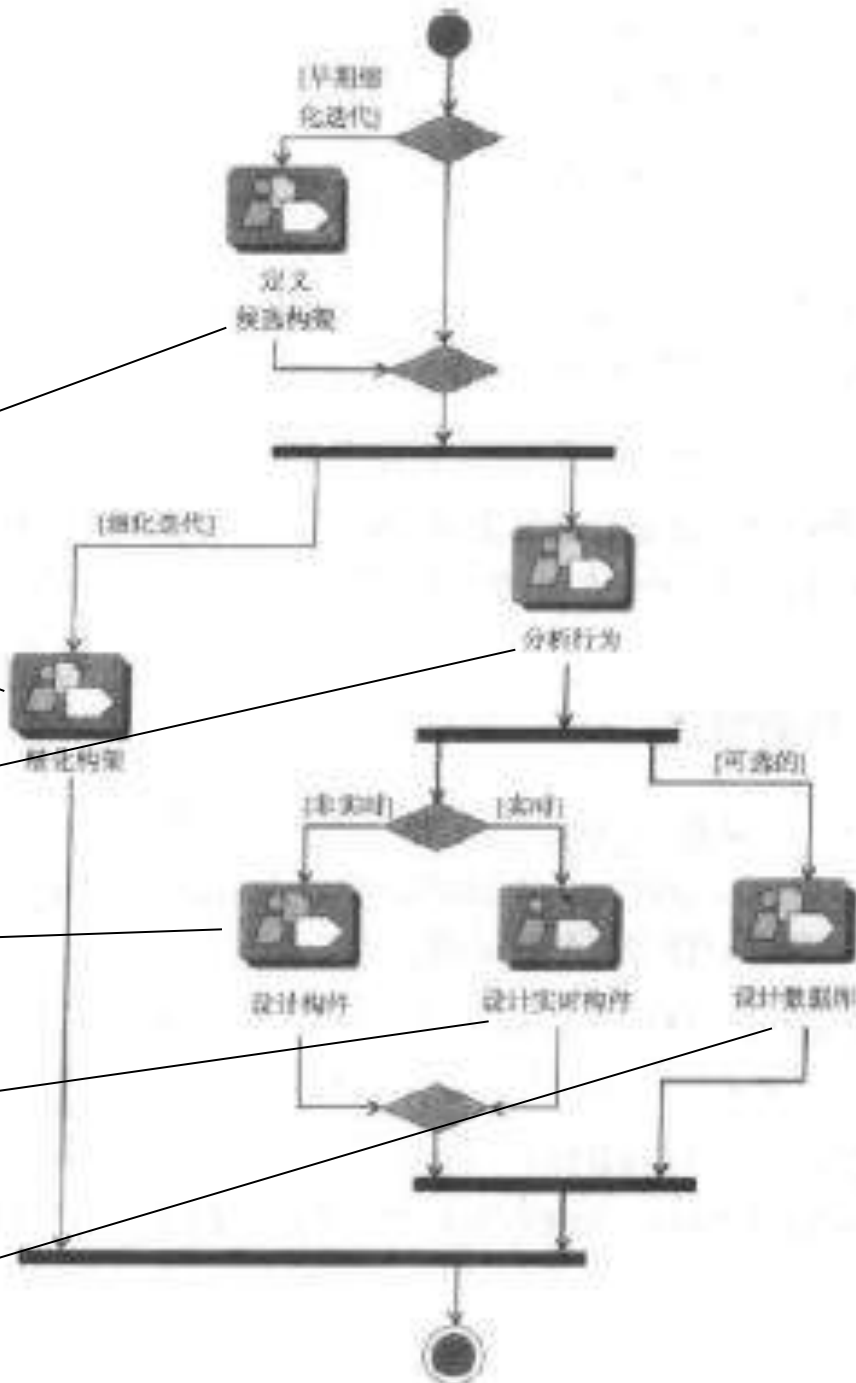 [早期细
化迭代]
定义
候选构架
[细化迭代]
分析行为
细化构架
[可选的]
[非实时]
[实时]
设计构件
设计实时构件
设计数据库